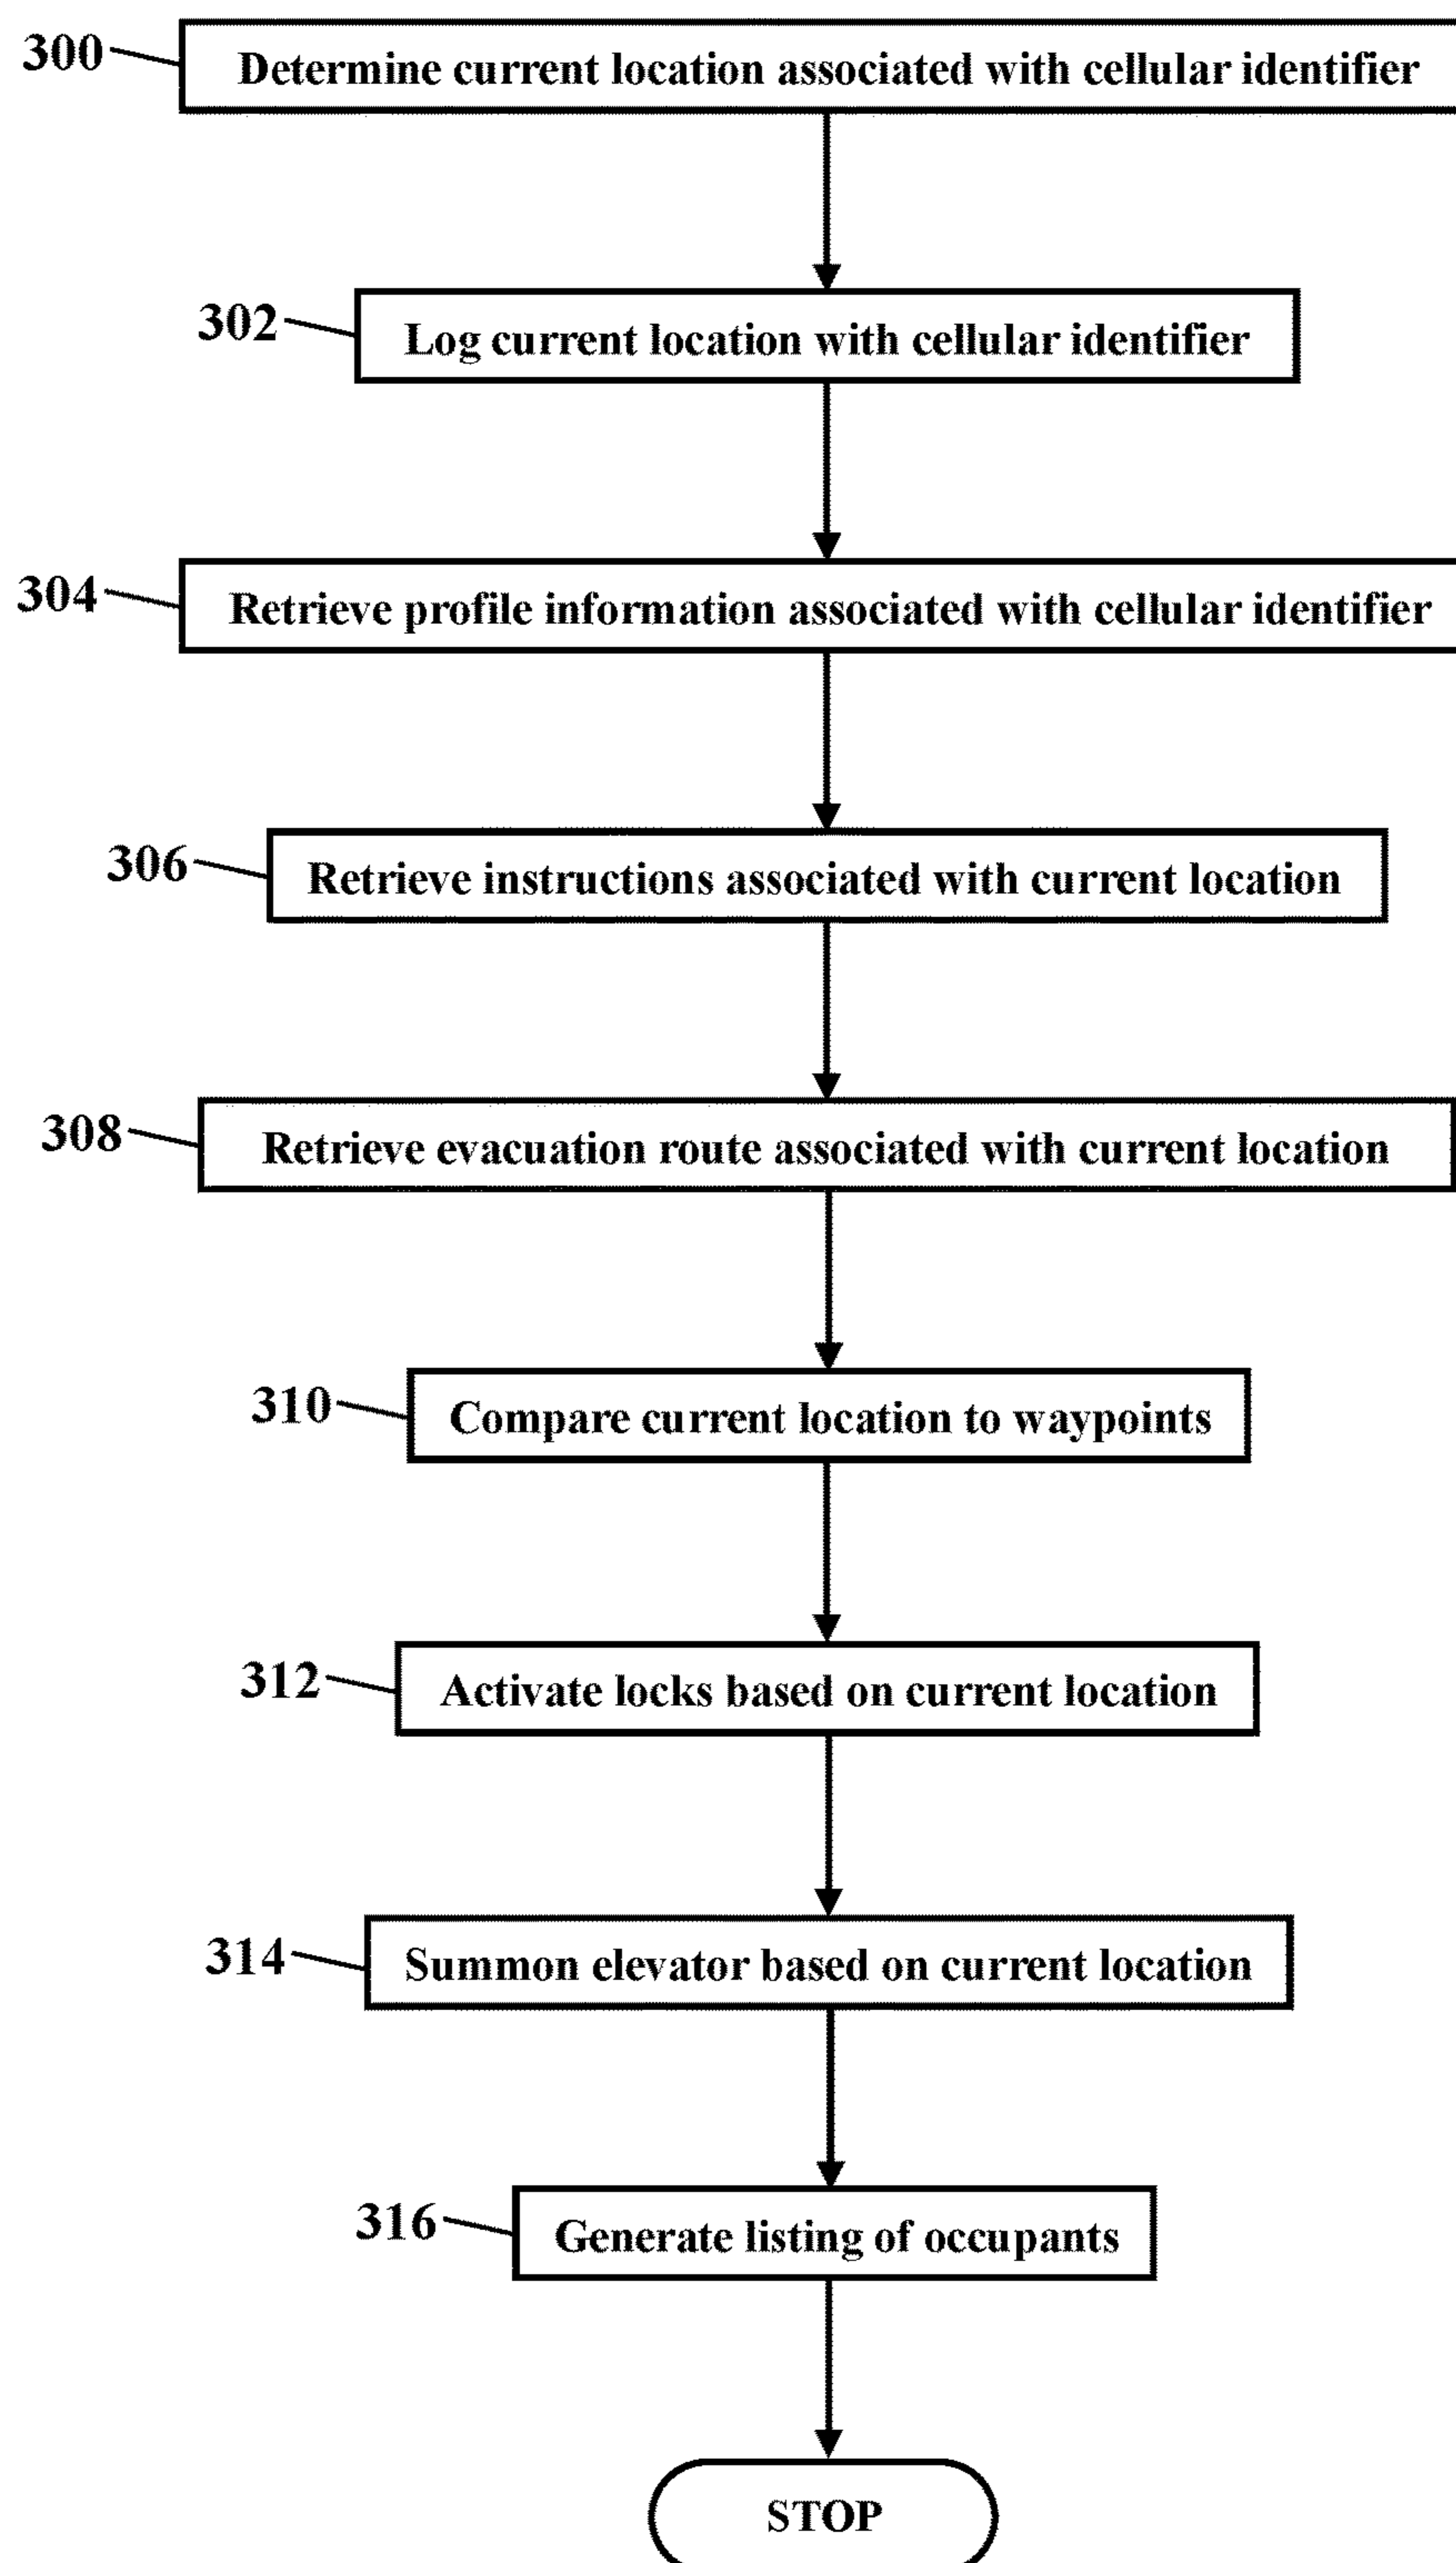 300 Determine current location associated with cellular identifier
302 Log current location with cellular identifier
304 Retrieve profile information associated with cellular identifier
306 Retrieve instructions associated with current location
308 Retrieve evacuation route associated with current location
310 Compare current location to waypoints
312 Activate locks based on current location
314 Summon elevator based on current location
316 Generate listing of occupants
STOP